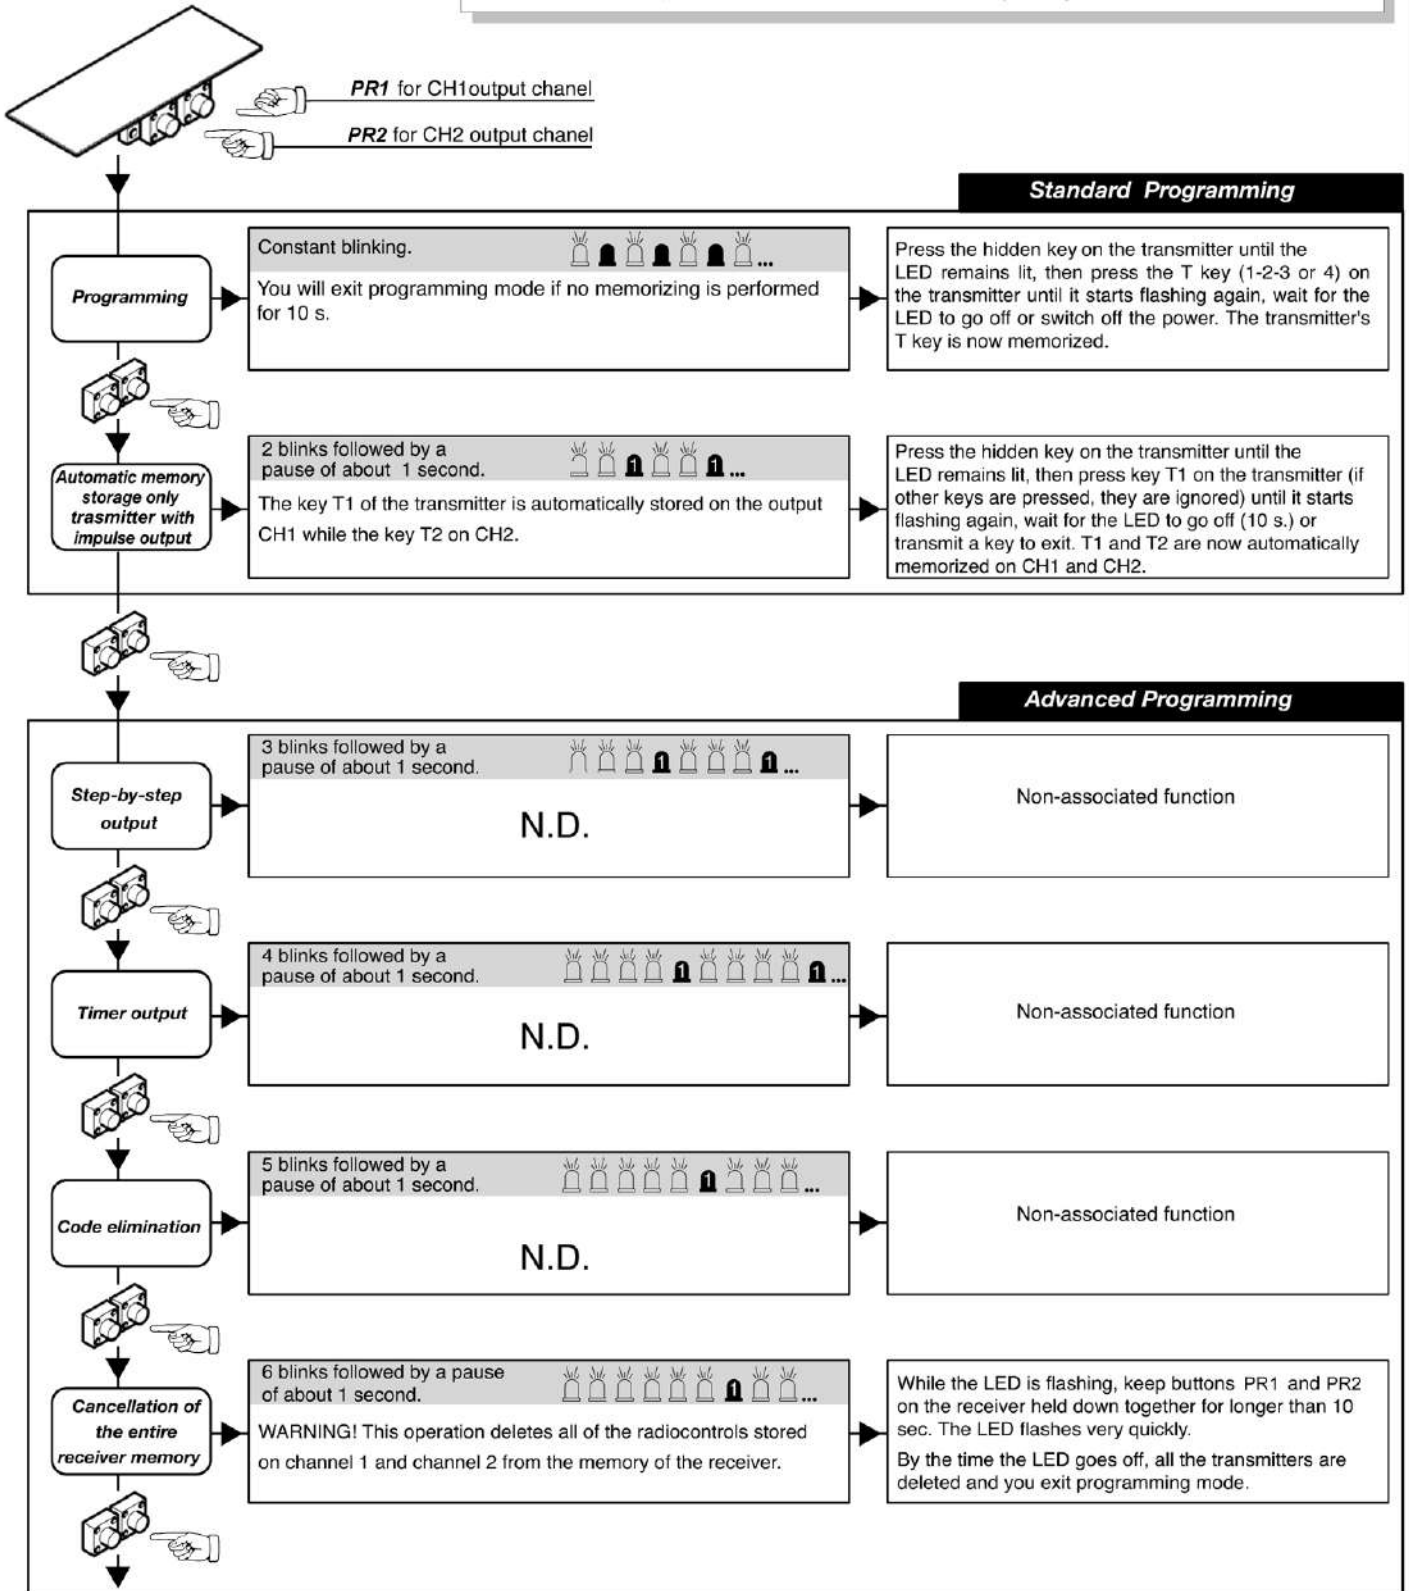 PR1 for CH1output chanel
PR2 for CH2 output chanel
Standard Programming
Programming
Constant blinking.
...
You will exit programming mode if no memorizing is performed
for 10 s.
Press the hidden key on the transmitter until the
LED remains lit, then press the T key (1-2-3 or 4) on
the transmitter until it starts flashing again, wait for the
LED to go off or switch off the power. The transmitter's
T key is now memorized.
Automatic memory
storage only
trasmitter with
impulse output
2 blinks followed by a
pause of about 1 second.
1 1 ...
The key T1 of the transmitter is automatically stored on the output
CH1 while the key T2 on CH2.
Press the hidden key on the transmitter until the
LED remains lit, then press key T1 on the transmitter (if
other keys are pressed, they are ignored) until it starts
flashing again, wait for the LED to go off (10 s.) or
transmit a key to exit. T1 and T2 are now automatically
memorized on CH1 and CH2.
Advanced Programming
Step-by-step
output
3 blinks followed by a
pause of about 1 second.
1 1 ...
N.D.
Non-associated function
Timer output
4 blinks followed by a
pause of about 1 second.
1 1 ...
N.D.
Non-associated function
Code elimination
5 blinks followed by a
pause of about 1 second.
1 ...
N.D.
Non-associated function
Cancellation of
the entire
receiver memory
6 blinks followed by a pause
of about 1 second.
1 ...
WARNING! This operation deletes all of the radiocontrols stored
on channel 1 and channel 2 from the memory of the receiver.
While the LED is flashing, keep buttons PR1 and PR2
on the receiver held down together for longer than 10
sec. The LED flashes very quickly.
By the time the LED goes off, all the transmitters are
deleted and you exit programming mode.